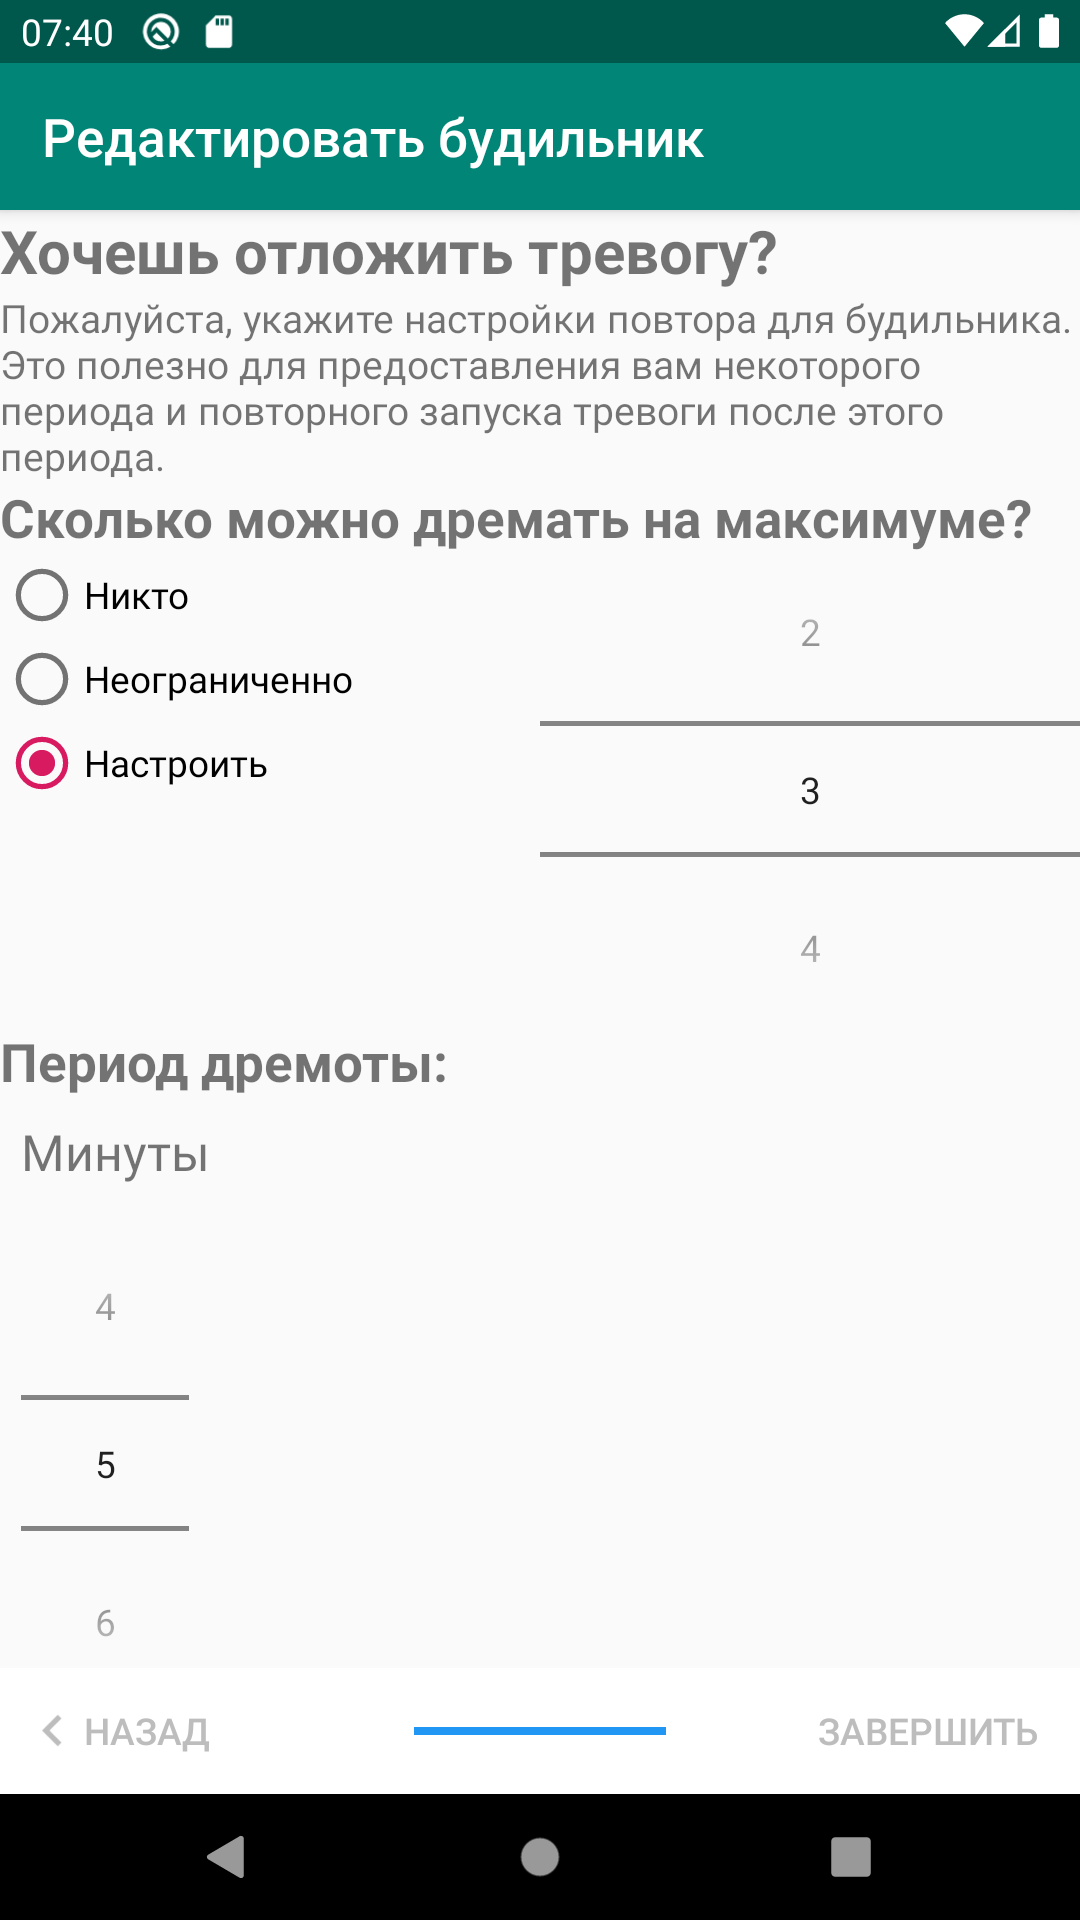 07:40
Редактировать будильник
Хочешь отложить тревогу?
Пожалуйста, укажите настройки повтора для будильника.
Это полезно для предоставления вам некоторого
периода и повторного запуска тревоги после этого
периода.
Сколько можно дремать на максимуме?
Никто
2
Неограниченно
Настроить
3
4
Период дремоты:
Минуты
4
5
6
НАЗАД
ЗАВЕРШИТЬ